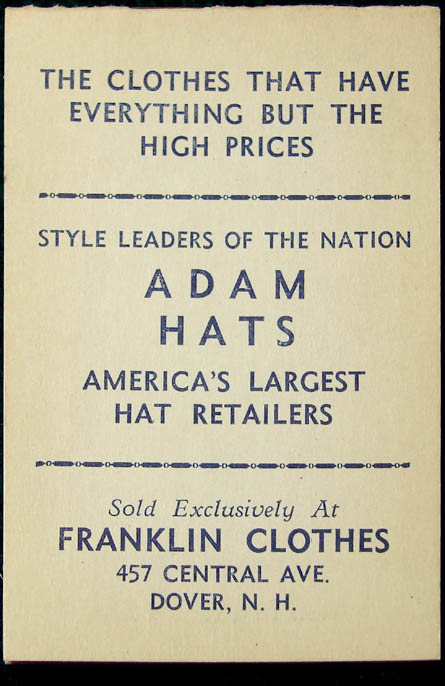 THE CLOTHES THAT HAVE
EVERYTHING BUT THE
HIGH PRICES
STYLE LEADERS OF THE NATION
ADAM
HATS
AMERICA'S LARGEST
HAT RETAILERS
Sold Exclusively At
FRANKLIN CLOTHES
457 CENTRAL AVE.
DOVER, N. H.